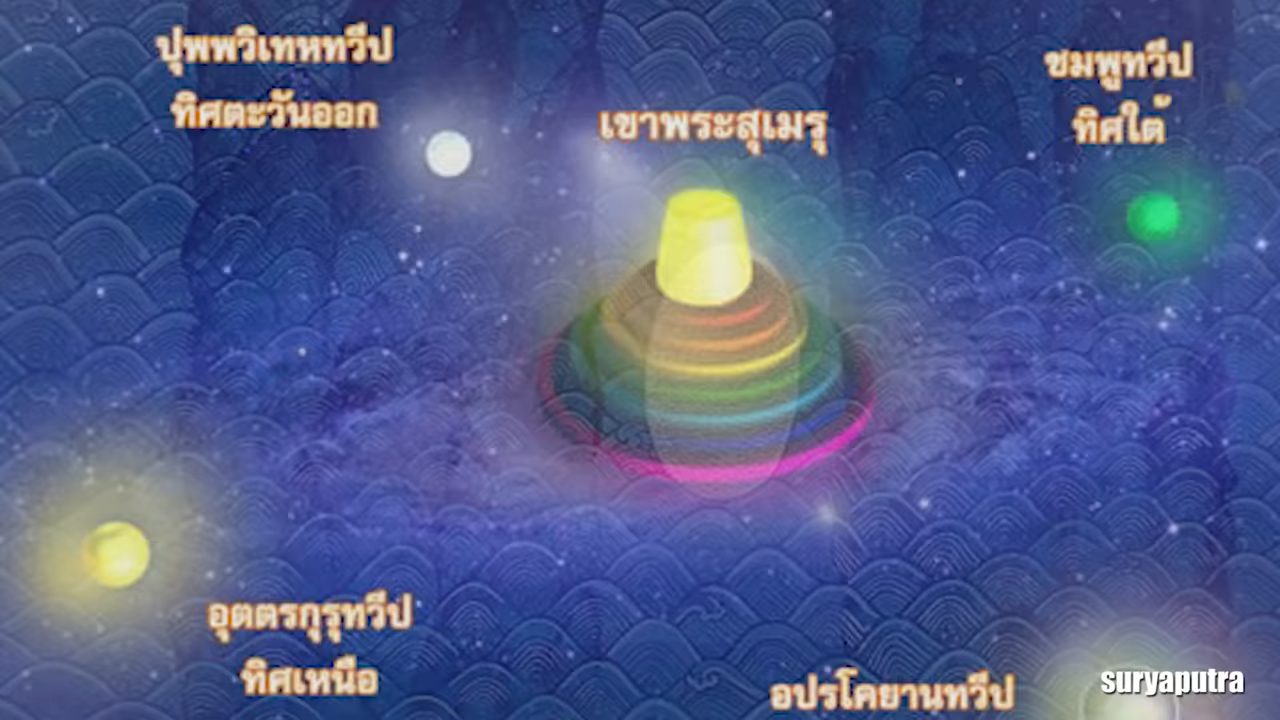 ปุพพวิเทหทวีป
ทิศตะวันออก
เขาพระสุเมรุ
ชมพูทวีป
ทิศใต้
อุตตรกุรุทวีป
ทิศเหนือ
อปรโคยานทวีป
suryaputra